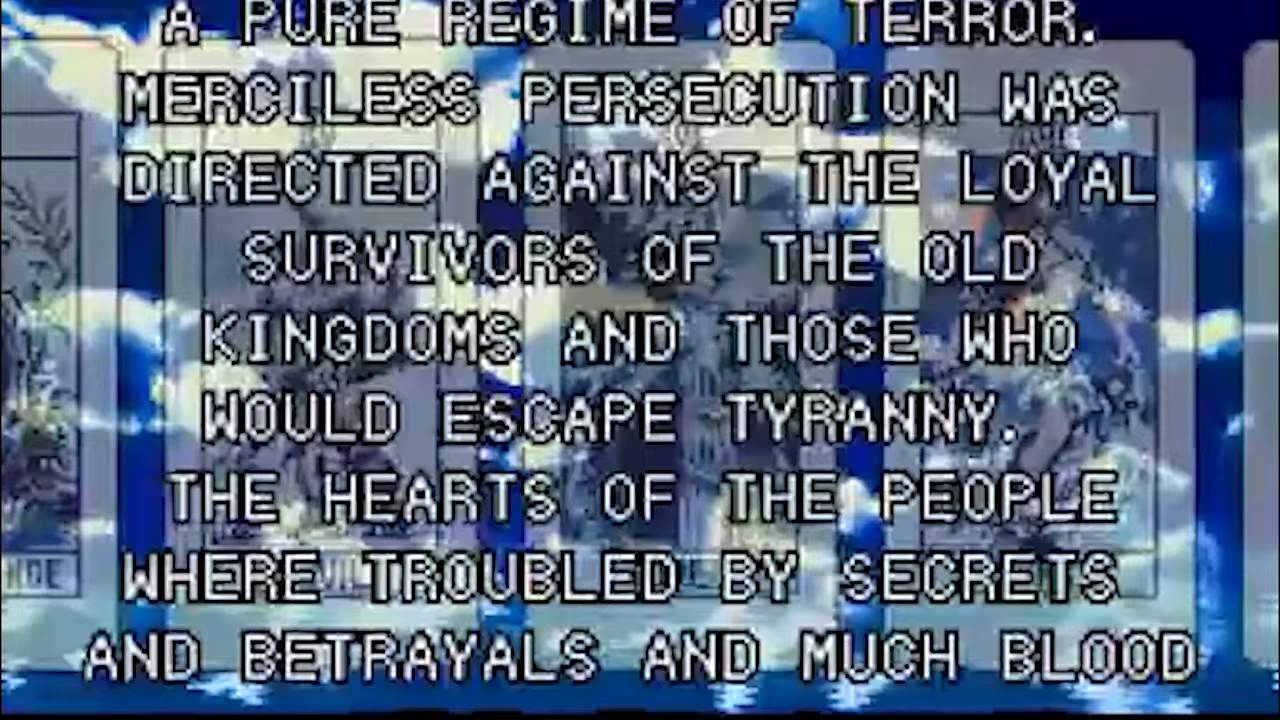 A PURE REGIME OF TERROR.
MERCILESS PERSECUTION WAS
DIRECTED AGAINST THE LOYAL
SURVIVORS OF THE OLD
KINGDOMS AND THOSE WHO
WOULD ESCAPE TYRANNY.
THE HEARTS OF THE PEOPLE
WHERE TROUBLED BY SECRETS
AND BETRAYALS AND MUCH BLOOD